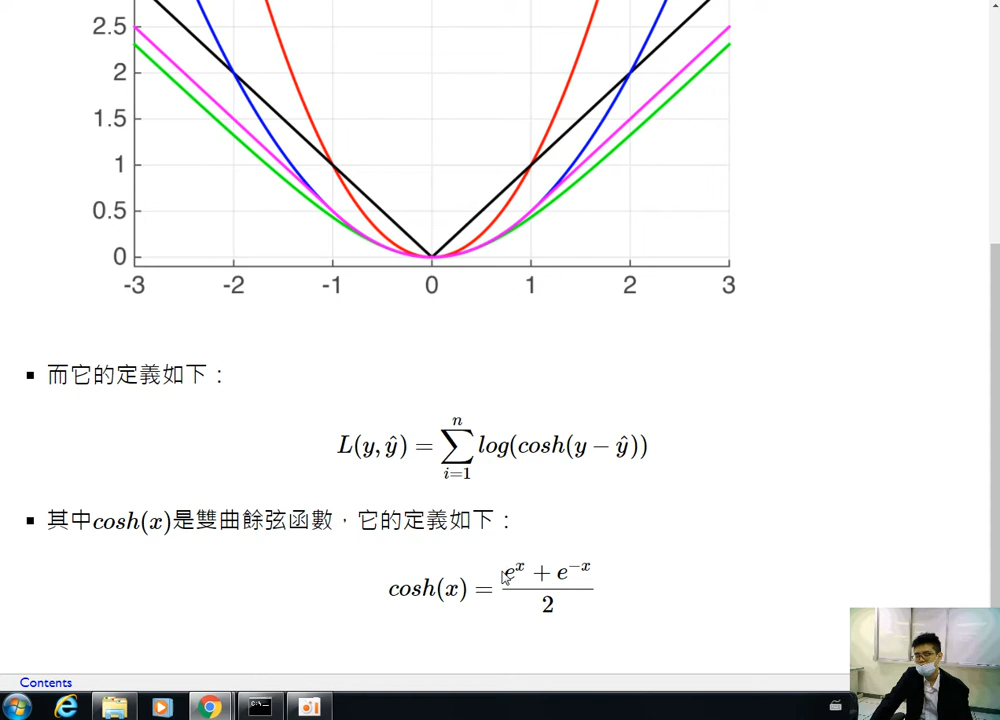 2.5
2
1.5
1
0.5
0
-3 -2 -1 0 1 2 3
而它的定義如下：
L(y, ŷ) = \sum_{i=1}^{n} log(cosh(y − ŷ))
其中cosh(x)是雙曲餘弦函數，它的定義如下：
cosh(x) = \frac{e^x + e^{−x}}{2}
Contents